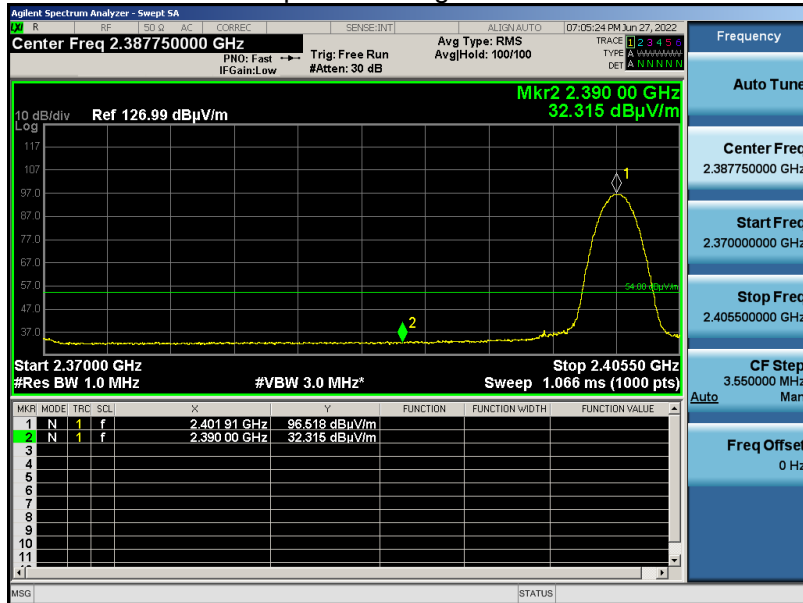 Agilent Spectrum Analyzer - Swept SA
LXI R RF 50 Ω AC CORREC SENSE:INT ALIGN AUTO 07:05:24 PM Jun 27, 2022
Center Freq 2.387750000 GHz
PNO: Fast
IFGain:Low
Trig: Free Run
#Atten: 30 dB
Avg Type: RMS
Avg|Hold: 100/100
TRACE 1 2 3 4 5 6
TYPE A WWWWW
DET A N N N N N
Frequency
Auto Tune
Center Freq
2.387750000 GHz
Start Freq
2.370000000 GHz
Stop Freq
2.405500000 GHz
CF Step
3.550000 MHz
Auto Man
Freq Offset
0 Hz
Mkr2 2.390 00 GHz
32.315 dBµV/m
10 dB/div Ref 126.99 dBµV/m
Log
117
107
97.0
87.0
77.0
67.0
57.0
47.0
37.0
1
54.00 dBµV/m
2
Start 2.37000 GHz Stop 2.40550 GHz
#Res BW 1.0 MHz #VBW 3.0 MHz* Sweep 1.066 ms (1000 pts)
MKR MODE TRC SCL X Y FUNCTION FUNCTION WIDTH FUNCTION VALUE
1 N 1 f 2.401 91 GHz 96.518 dBµV/m
2 N 1 f 2.390 00 GHz 32.315 dBµV/m
3
4
5
6
7
8
9
10
11
MSG STATUS